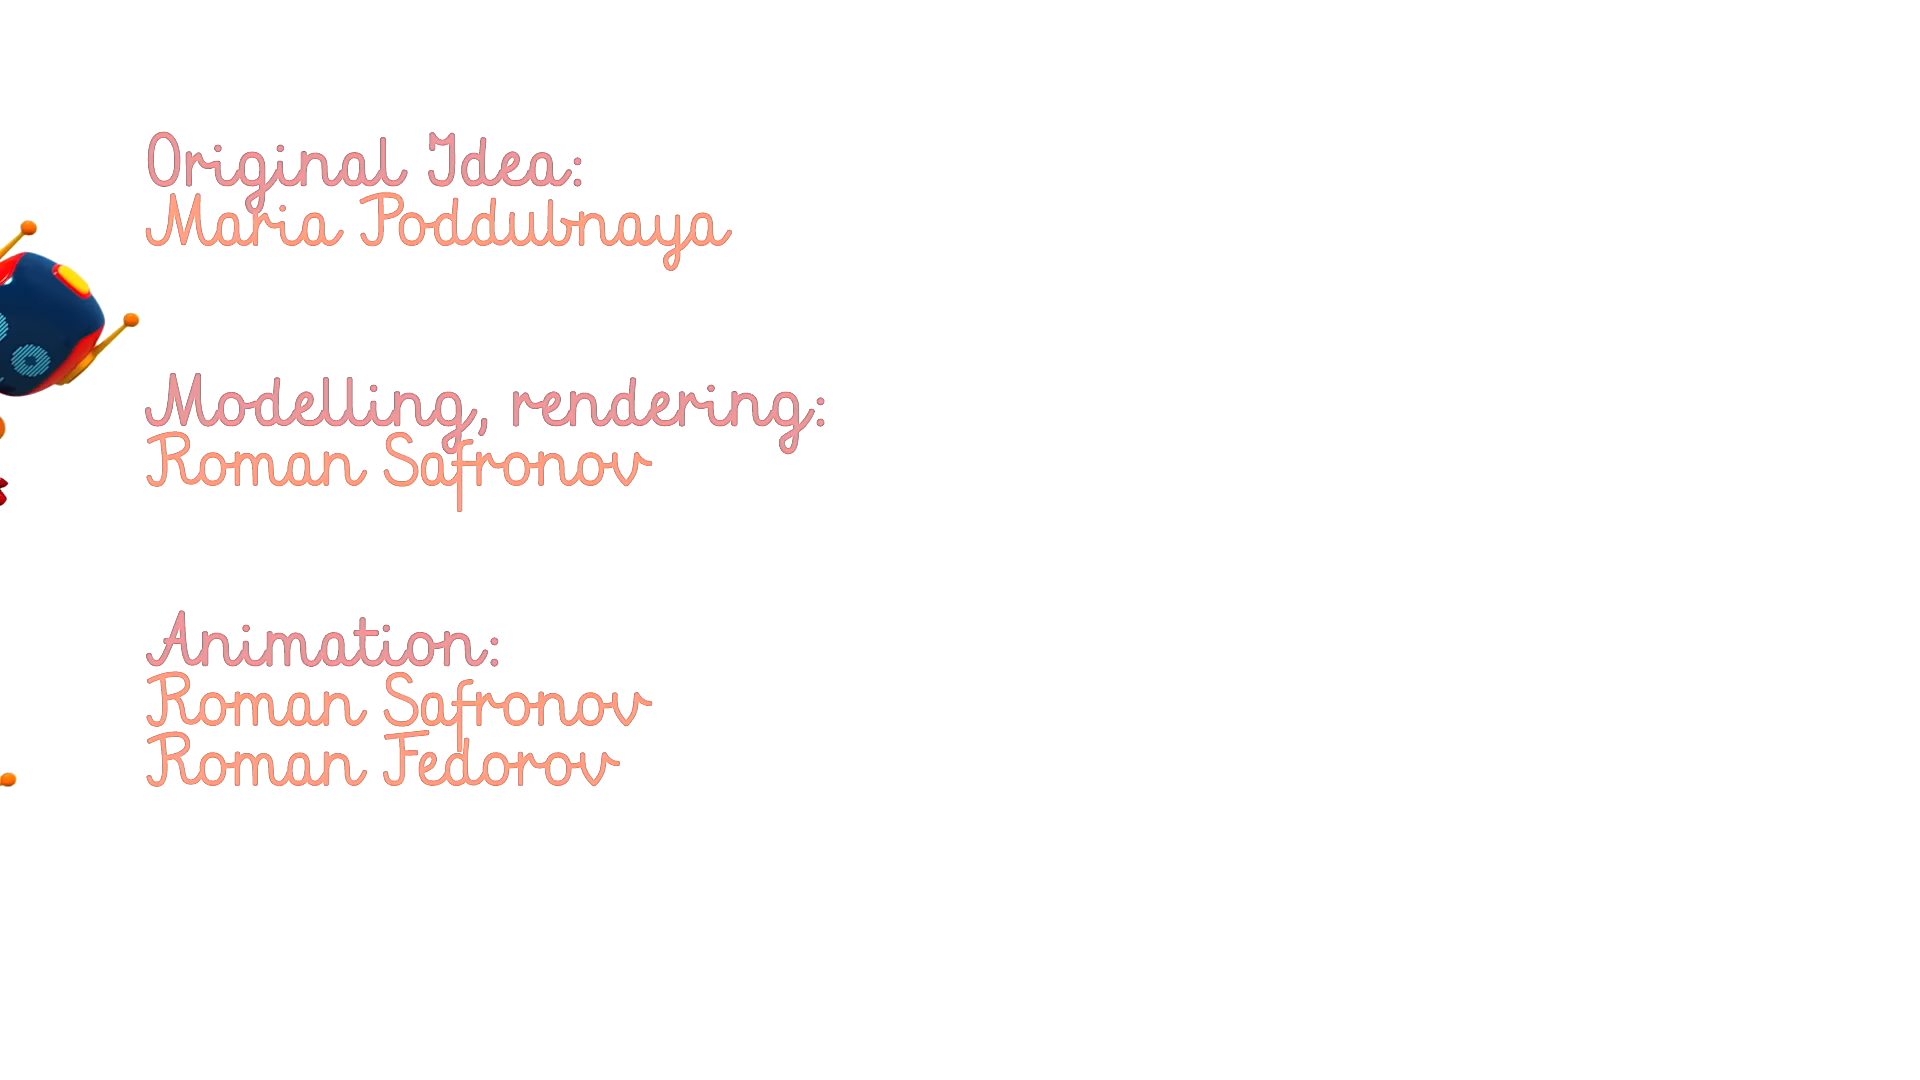 Original Idea:
Maria Poddubnaya
Modelling, rendering:
Roman Safronov
Animation:
Roman Safronov
Roman Fedorov